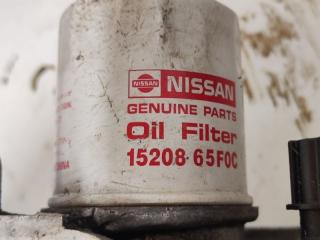 NISSAN
NISSAN
GENUINE PARTS
Oil Filter
15208 65F0C